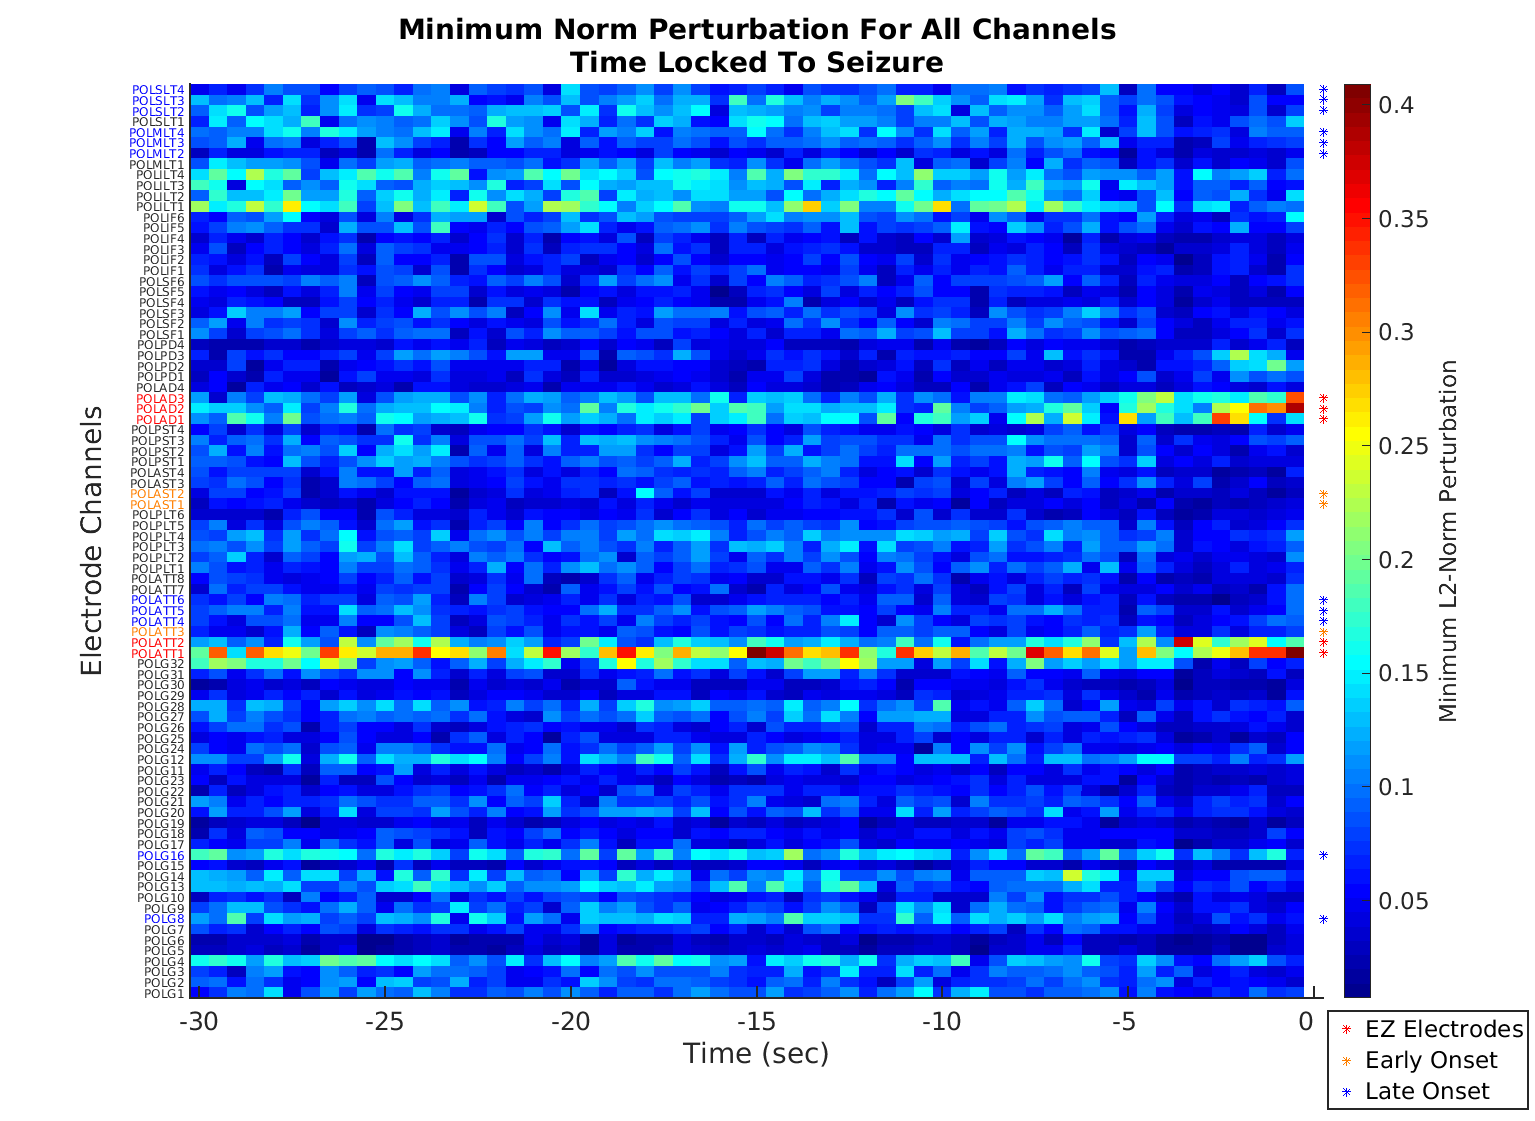 Minimum Norm Perturbation For All Channels
Time Locked To Seizure
Electrode Channels
POLSLT4
POLSLT3
POLSLT2
POLSLT1
POLMLT4
POLMLT3
POLMLT2
POLMLT1
POLILT4
POLILT3
POLILT2
POLILT1
POLIF6
POLIF5
POLIF4
POLIF3
POLIF2
POLIF1
POLSF6
POLSF5
POLSF4
POLSF3
POLSF2
POLSF1
POLPD4
POLPD3
POLPD2
POLPD1
POLAD4
POLAD3
POLAD2
POLAD1
POLPST4
POLPST3
POLPST2
POLPST1
POLAST4
POLAST3
POLAST2
POLAST1
POLPLT6
POLPLT5
POLPLT4
POLPLT3
POLPLT2
POLPLT1
POLATT8
POLATT7
POLATT6
POLATT5
POLATT4
POLATT3
POLATT2
POLATT1
POLG32
POLG31
POLG30
POLG29
POLG28
POLG27
POLG26
POLG25
POLG24
POLG12
POLG11
POLG23
POLG22
POLG21
POLG20
POLG19
POLG18
POLG17
POLG16
POLG15
POLG14
POLG13
POLG10
POLG9
POLG8
POLG7
POLG6
POLG5
POLG4
POLG3
POLG2
POLG1
-30 -25 -20 -15 -10 -5 0
Time (sec)
0.4
0.35
0.3
0.25
0.2
0.15
0.1
0.05
Minimum L2-Norm Perturbation
EZ Electrodes
Early Onset
Late Onset